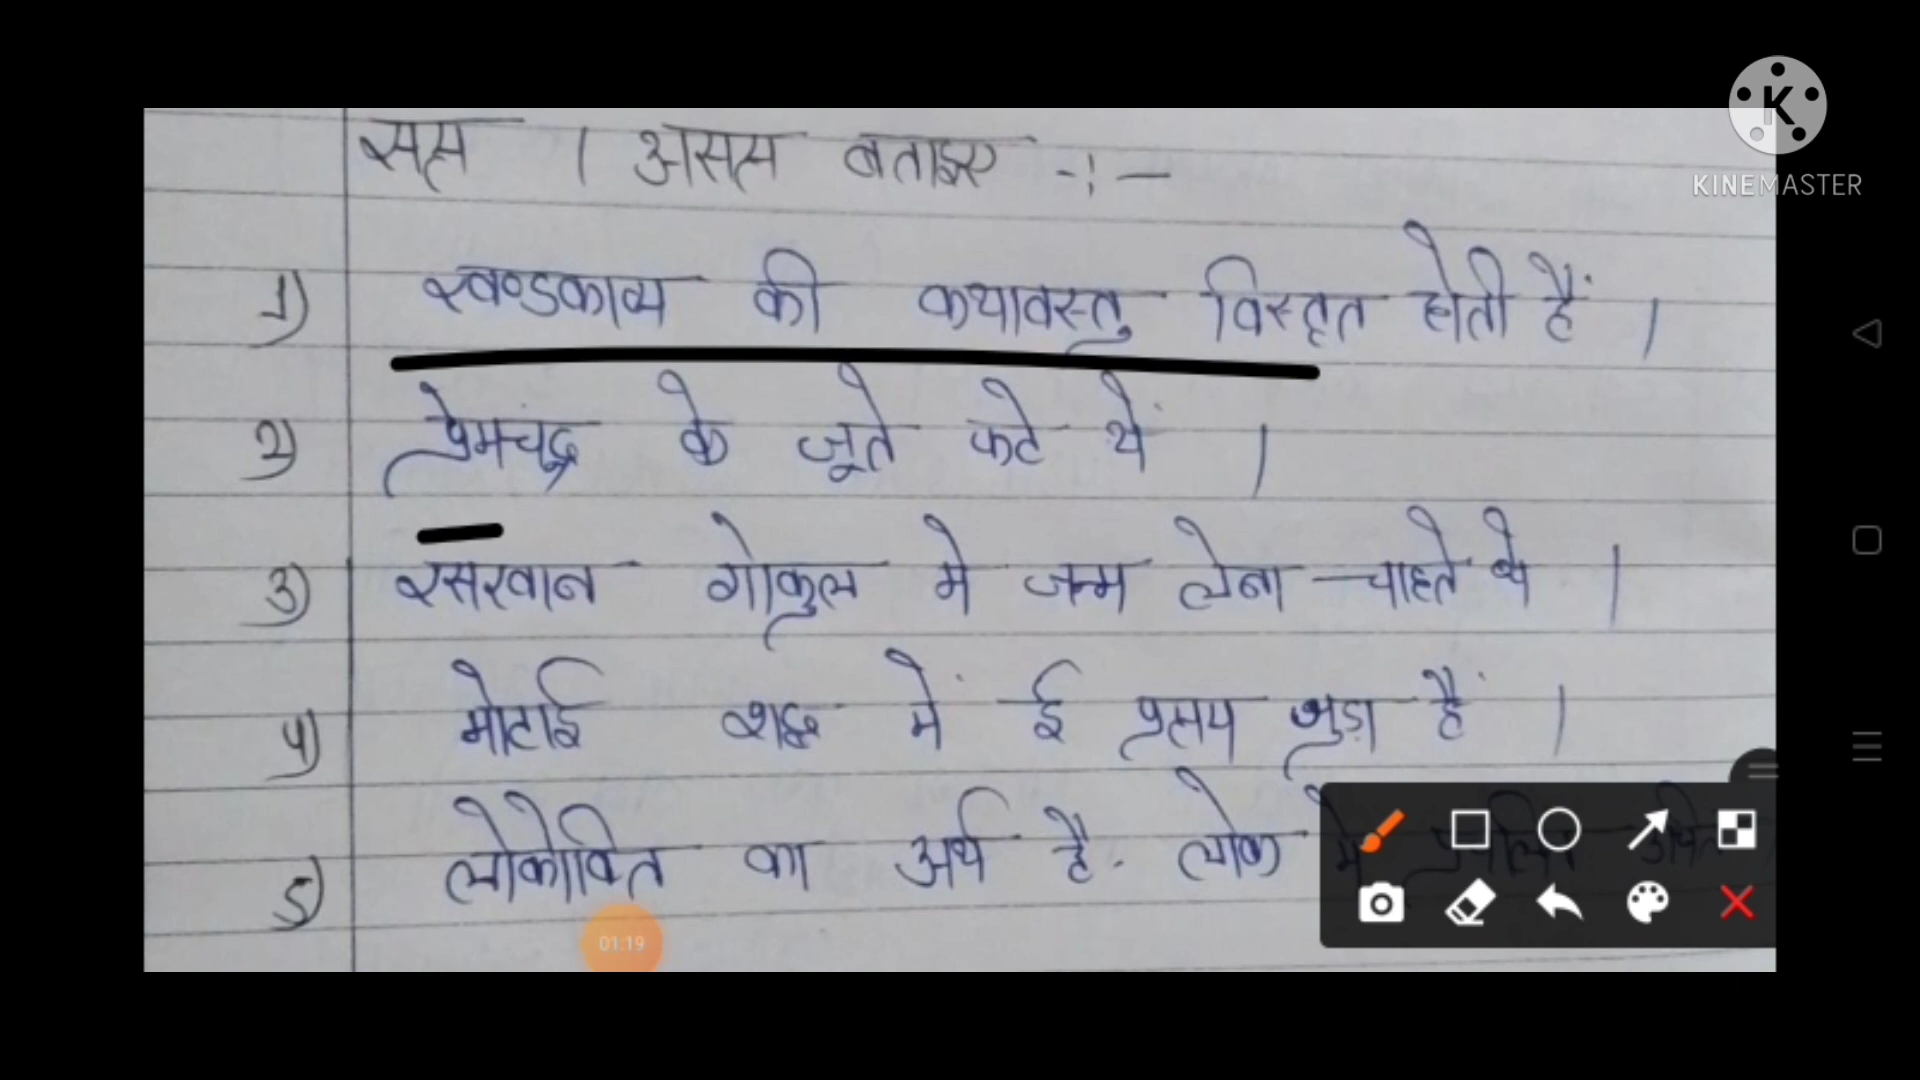 सत्य / असत्य बताइए -:-
1) खण्डकाव्य की कथावस्तु विस्तृत होती हैं ।
2) प्रेमचन्द्र के जूते फटे थें ।
3) रसखान गोकुल मे जन्म लेना चाहते थे ।
4) मोटाई शब्द में ई प्रत्यय जुड़ा हैं ।
5) लोकोक्ति का अर्थ है - लोक मे
01:19
KINEMASTER